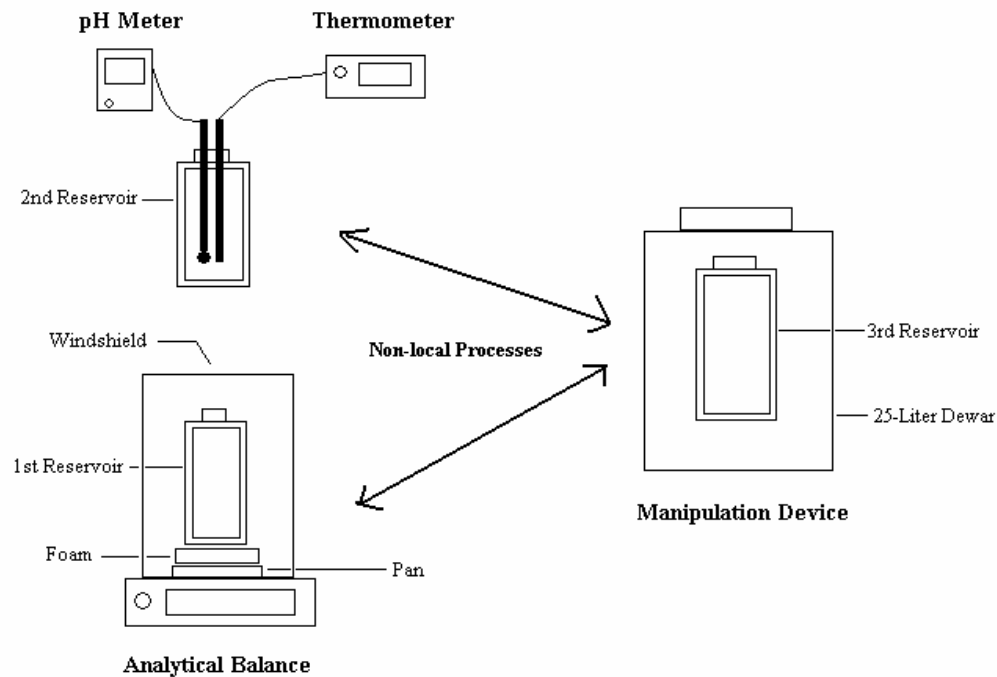 pH Meter
Thermometer
2nd Reservoir
Windshield
Non-local Processes
3rd Reservoir
1st Reservoir
25-Liter Dewar
Manipulation Device
Foam
Pan
Analytical Balance